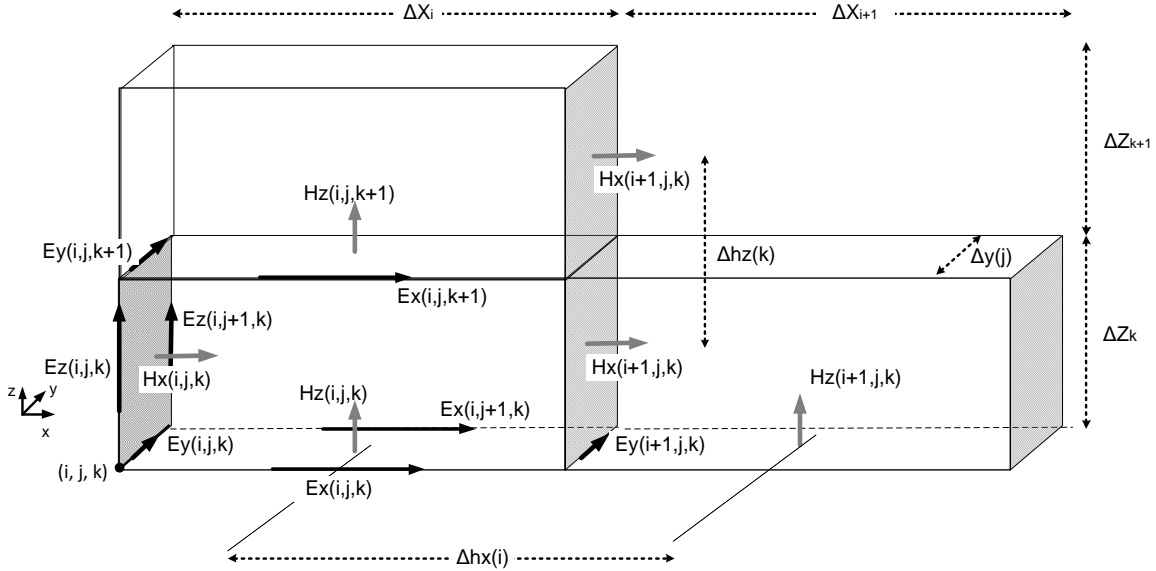 ΔXi
ΔXi+1
ΔZk+1
Hx(i+1,j,k)
Hz(i,j,k+1)
Ey(i,j,k+1)
Δhz(k)
Δy(j)
Ex(i,j,k+1)
Ez(i,j+1,k)
ΔZk
Ez(i,j,k)
Hx(i,j,k)
Hx(i+1,j,k)
Hz(i,j,k)
Hz(i+1,j,k)
z
y
x
Ex(i,j+1,k)
Ey(i,j,k)
Ey(i+1,j,k)
(i, j, k)
Ex(i,j,k)
Δhx(i)